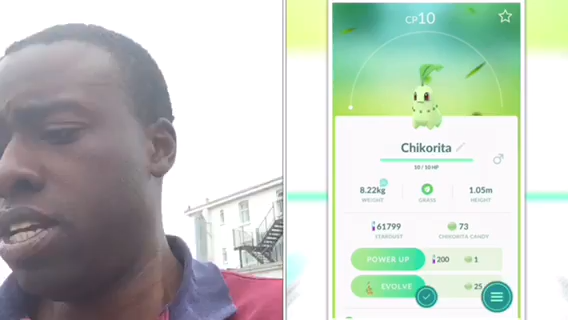 CP10
Chikorita
10 / 10 HP
8.22kg
WEIGHT
GRASS
1.05m
HEIGHT
61799
STARDUST
73
CHIKORITA CANDY
POWER UP 200 1
EVOLVE 25